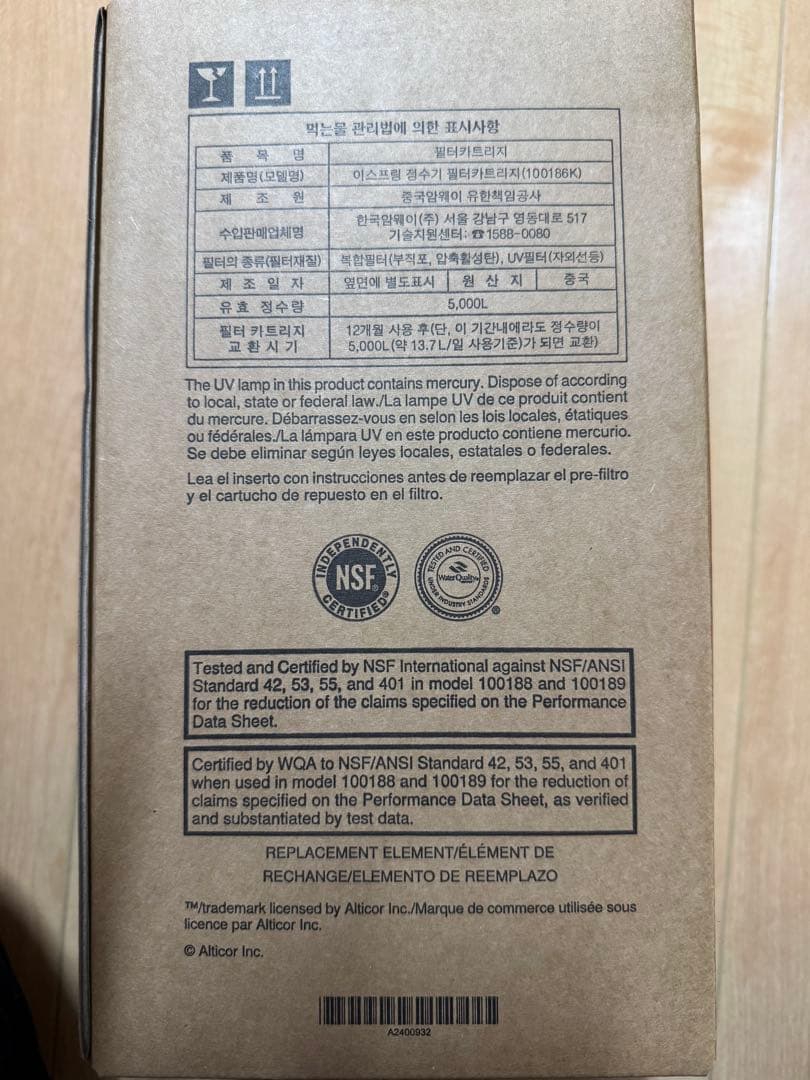 먹는물 관리법에 의한 표시사항
품 목 명 필터카트리지
제품명(모델명) 이스프링 정수기 필터카트리지(100186K)
제 조 원 중국암웨이 유한책임공사
수입판매업체명 한국암웨이(주) 서울 강남구 영동대로 517
기술지원센터: ☎1588-0080
필터의 종류(필터재질) 복합필터(부직포, 압축활성탄), UV필터(자외선등)
제 조 일 자 옆면에 별도표시 원 산 지 중국
유효 정수량 5,000L
필터 카트리지 12개월 사용 후(단, 이 기간내에라도 정수량이
교 환 시 기 5,000L(약 13.7L/일 사용기준)가 되면 교환)
The UV lamp in this product contains mercury. Dispose of according
to local, state or federal law./La lampe UV de ce produit contient
du mercure. Débarrassez-vous en selon les lois locales, étatiques
ou fédérales./La lámpara UV en este producto contiene mercurio.
Se debe eliminar según leyes locales, estatales o federales.
Lea el inserto con instrucciones antes de reemplazar el pre-filtro
y el cartucho de repuesto en el filtro.
INDEPENDENTLY
NSF®
CERTIFIED
TESTED AND CERTIFIED
Water Quality
UNDER INDUSTRY STANDARDS
Tested and Certified by NSF International against NSF/ANSI
Standard 42, 53, 55, and 401 in model 100188 and 100189
for the reduction of the claims specified on the Performance
Data Sheet.
Certified by WQA to NSF/ANSI Standard 42, 53, 55, and 401
when used in model 100188 and 100189 for the reduction of
claims specified on the Performance Data Sheet, as verified
and substantiated by test data.
REPLACEMENT ELEMENT/ÉLÉMENT DE
RECHANGE/ELEMENTO DE REEMPLAZO
™/trademark licensed by Alticor Inc./Marque de commerce utilisée sous
licence par Alticor Inc.
© Alticor Inc.
A2400932